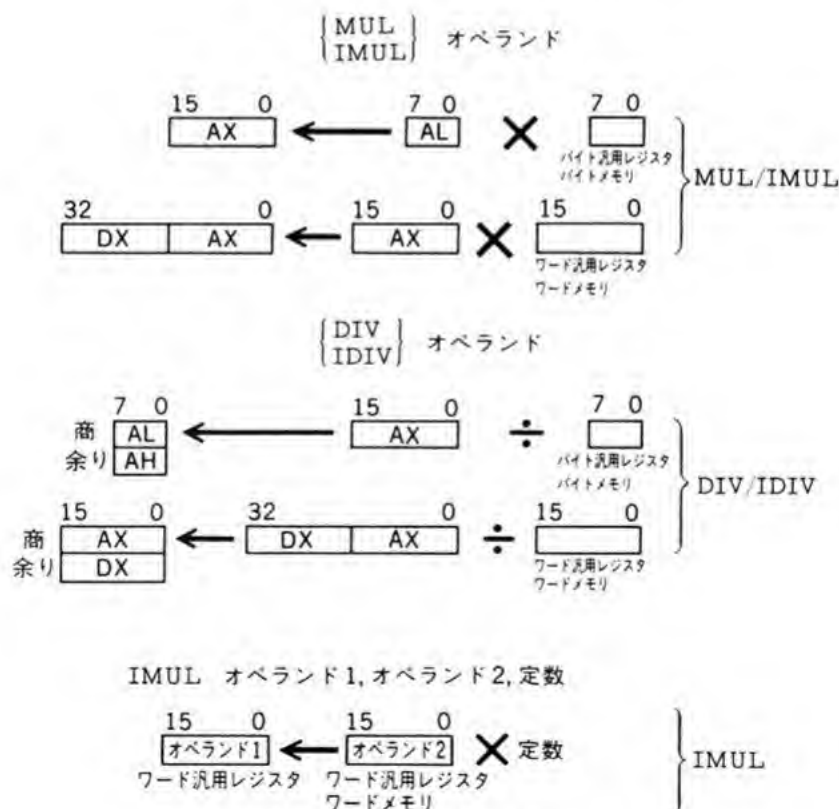 {MUL
IMUL} オペランド
15 0 7 0 7 0
AX AL × バイト汎用レジスタ
バイトメモリ
MUL/IMUL
32 0 15 0 15 0
DX AX AX × ワード汎用レジスタ
ワードメモリ
{DIV
IDIV} オペランド
7 0 15 0 7 0
商 AL AX ÷
余り AH バイト汎用レジスタ
バイトメモリ
DIV/IDIV
15 0 32 0 15 0
商 AX DX AX ÷
余り DX ワード汎用レジスタ
ワードメモリ
IMUL オペランド1, オペランド2, 定数
15 0 15 0
オペランド1 オペランド2 × 定数
IMUL
ワード汎用レジスタ ワード汎用レジスタ
ワードメモリ